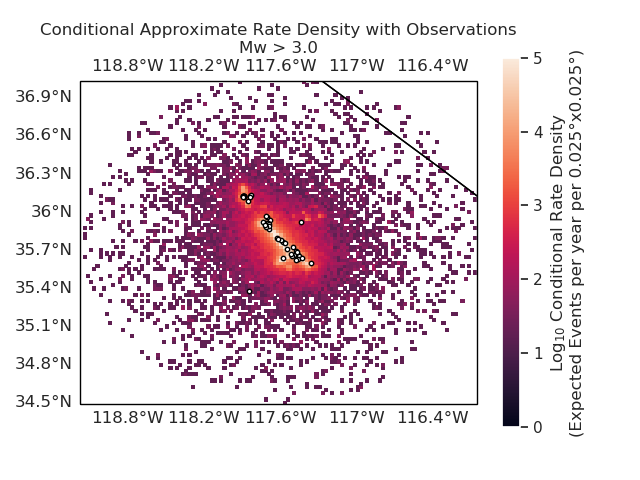 Conditional Approximate Rate Density with Observations
Mw > 3.0
118.8°W 118.2°W 117.6°W 117°W 116.4°W
36.9°N
36.6°N
36.3°N
36°N
35.7°N
35.4°N
35.1°N
34.8°N
34.5°N
118.8°W 118.2°W 117.6°W 117°W 116.4°W
5
4
3
2
1
0
Log₁₀ Conditional Rate Density
(Expected Events per year per 0.025°x0.025°)